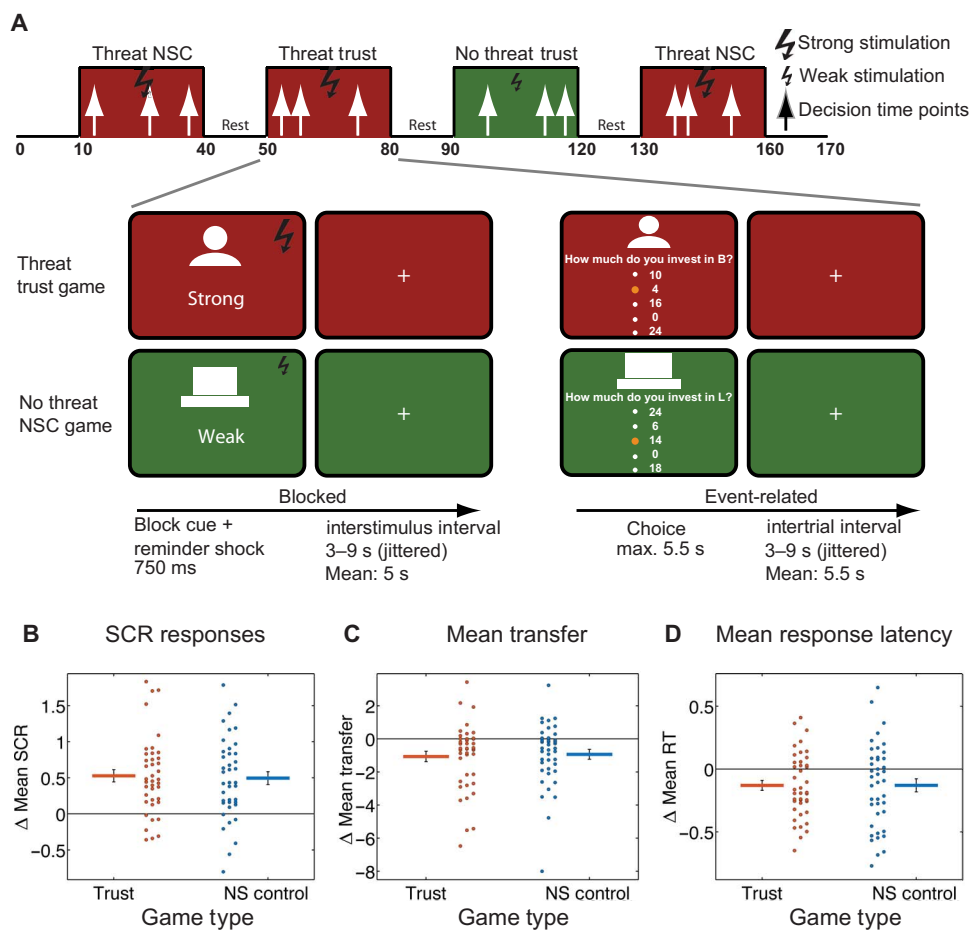 A
Threat NSC
Threat trust
No threat trust
Threat NSC
Strong stimulation
Weak stimulation
Decision time points
Rest
Rest
Rest
0
10
40
50
80
90
120
130
160
170
Threat
trust game
Strong
+
How much do you invest in B?
10
4
16
0
24
+
No threat
NSC game
Weak
+
How much do you invest in L?
24
6
14
0
18
+
Blocked
Event-related
Block cue +
reminder shock
750 ms
interstimulus interval
3–9 s (jittered)
Mean: 5 s
Choice
max. 5.5 s
intertrial interval
3–9 s (jittered)
Mean: 5.5 s
B
SCR responses
Δ Mean SCR
1.5
1
0.5
0
−0.5
Trust
NS control
Game type
C
Mean transfer
Δ Mean transfer
2
0
−2
−4
−6
−8
Trust
NS control
Game type
D
Mean response latency
Δ Mean RT
0.5
0
−0.5
Trust
NS control
Game type